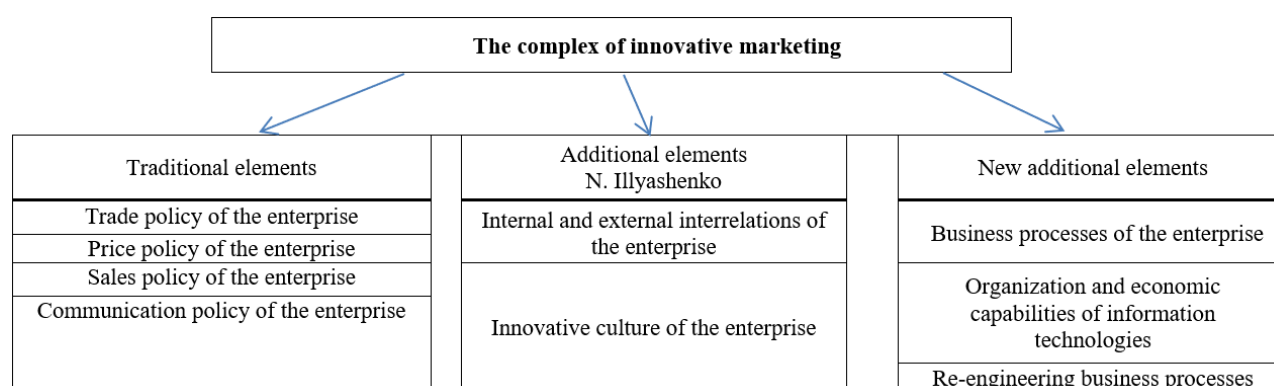 The complex of innovative marketing
Traditional elements
Trade policy of the enterprise
Price policy of the enterprise
Sales policy of the enterprise
Communication policy of the enterprise
Additional elements
N. Illyashenko
Internal and external interrelations of
the enterprise
Innovative culture of the enterprise
New additional elements
Business processes of the enterprise
Organization and economic
capabilities of information
technologies
Re-engineering business processes